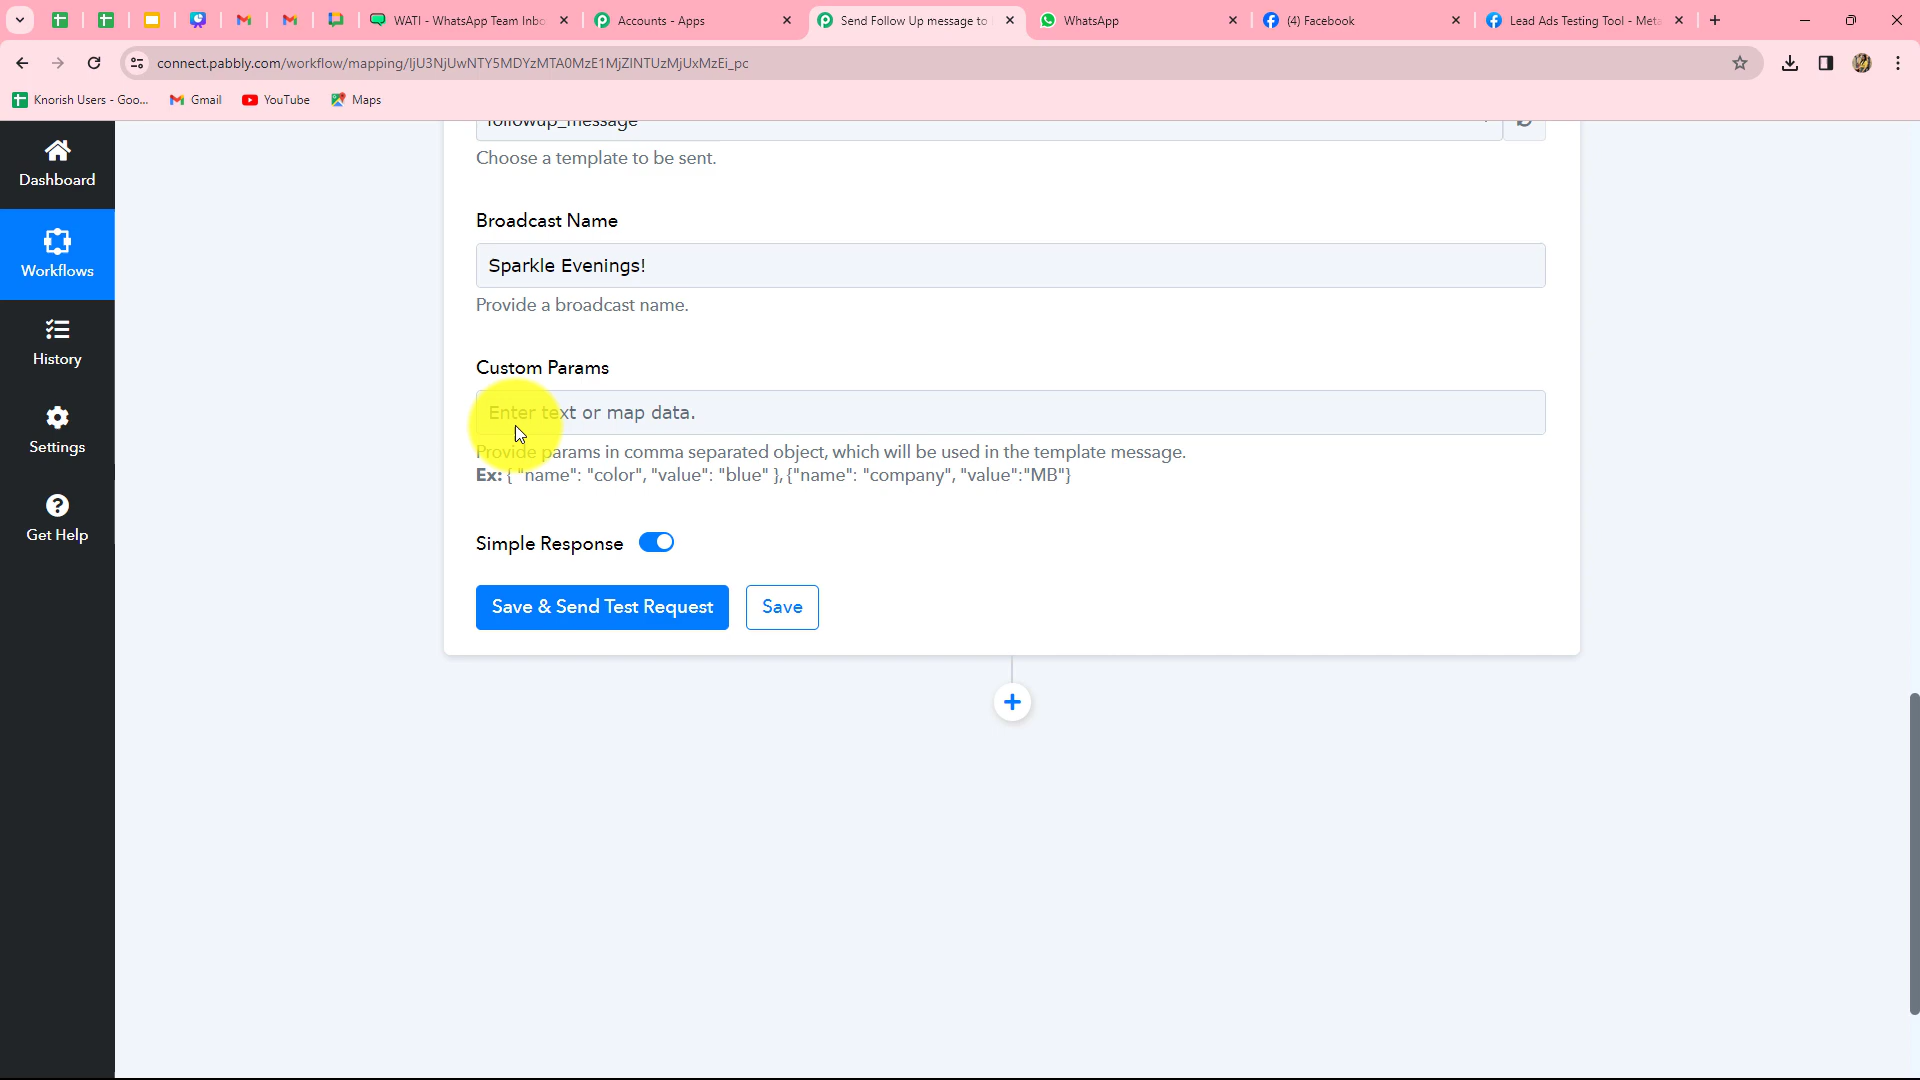 WATI - WhatsApp Team Inbo
Accounts - Apps
Send Follow Up message to
WhatsApp
(4) Facebook
Lead Ads Testing Tool - Meta
connect.pabbly.com/workflow/mapping/IjU3NjUwNTY5MDYzMTA0MzE1MjZlNTUzMjUxMzEi_pc
Knorish Users - Goo...
Gmail
YouTube
Maps
Dashboard
Workflows
History
Settings
Get Help
followup_message
Choose a template to be sent.
Broadcast Name
Sparkle Evenings!
Provide a broadcast name.
Custom Params
Enter text or map data.
Provide params in comma separated object, which will be used in the template message.
Ex: { "name": "color", "value": "blue" }, {"name": "company", "value":"MB"}
Simple Response
Save & Send Test Request
Save